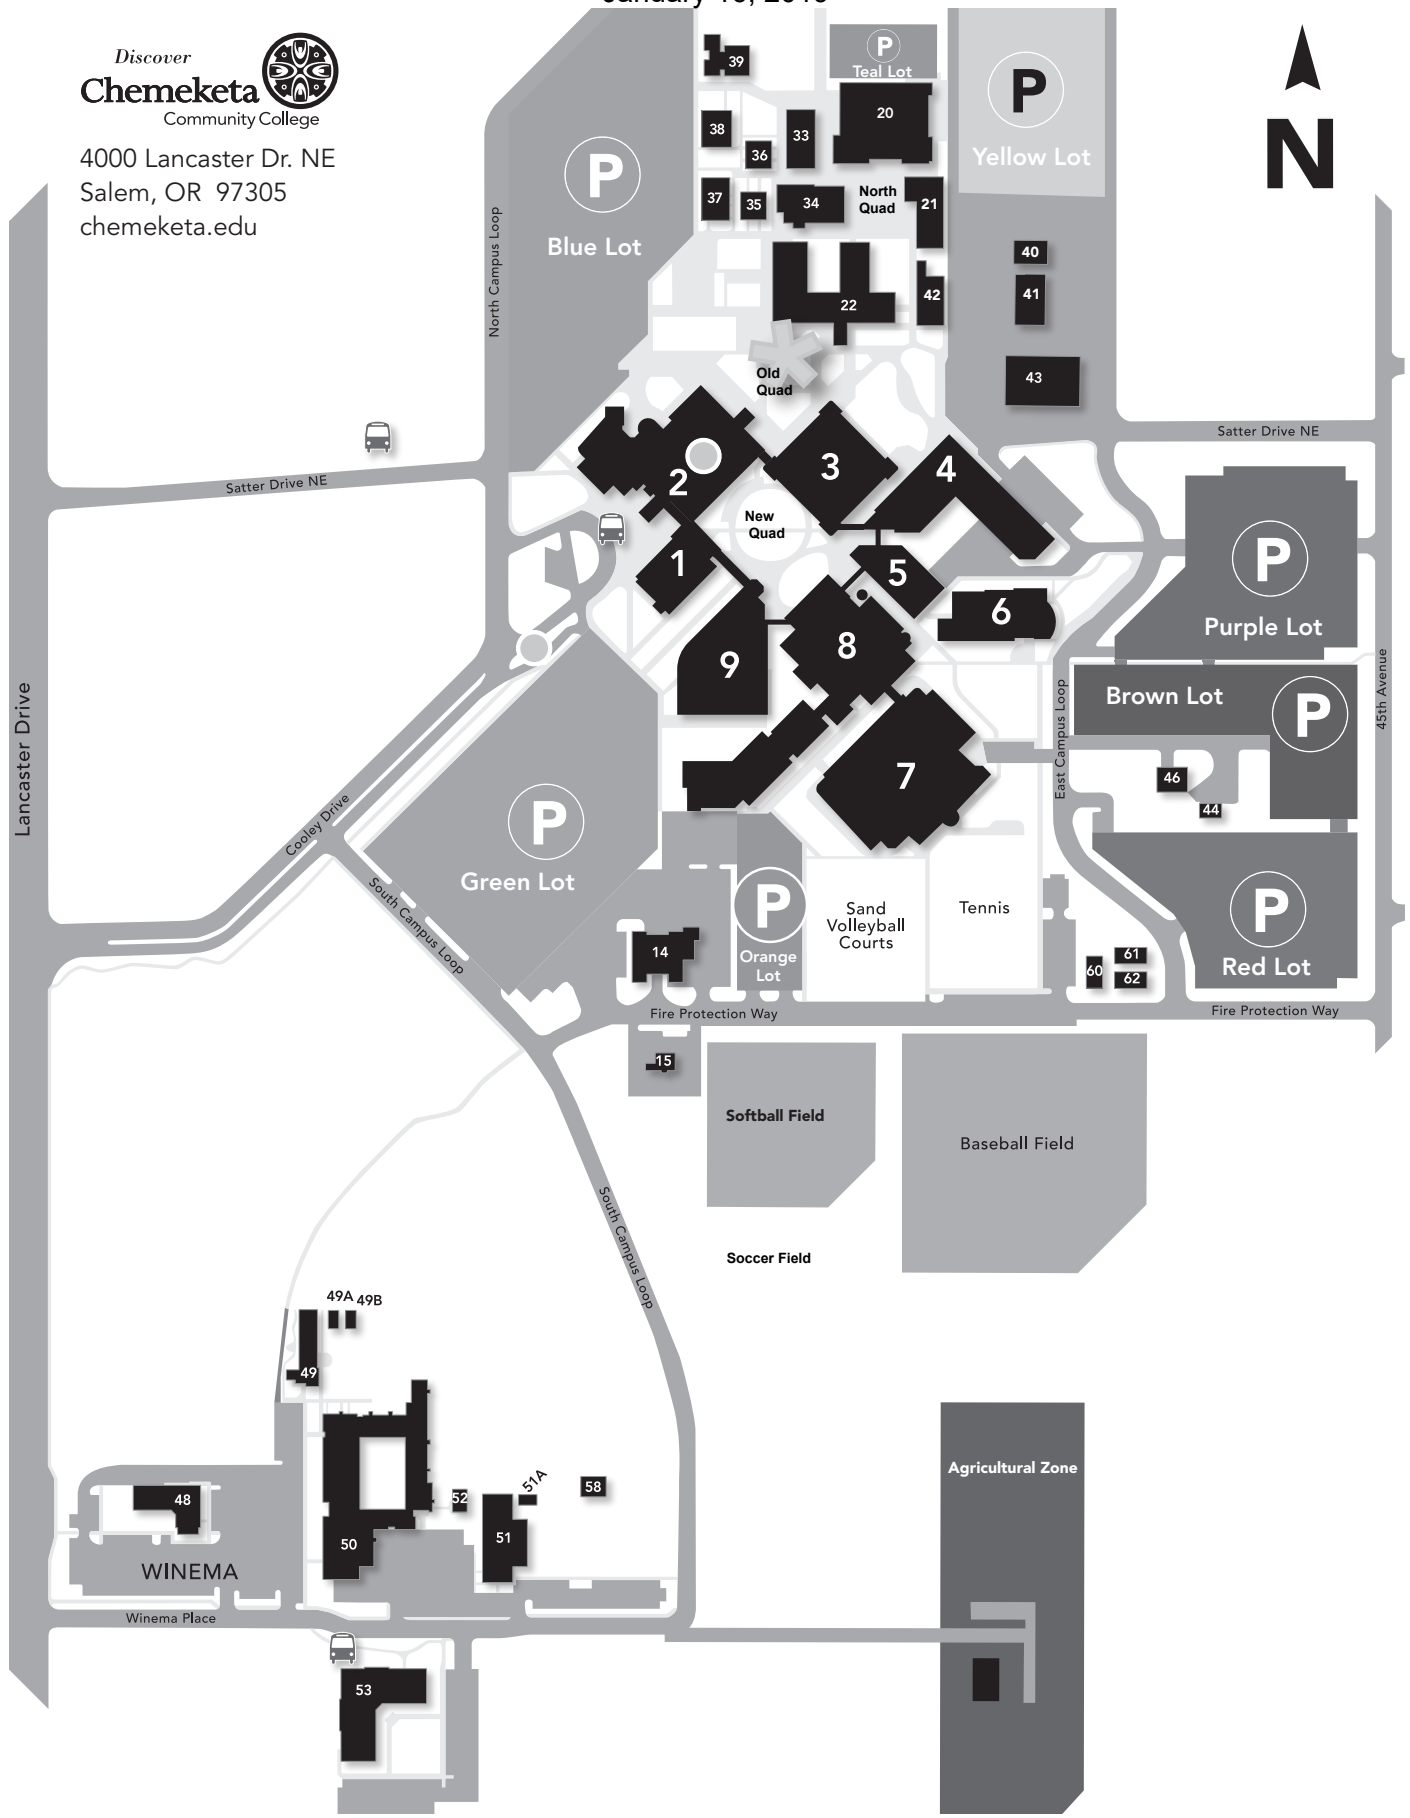 Discover
Chemeketa
Community College
4000 Lancaster Dr. NE
Salem, OR 97305
chemeketa.edu
P
Teal Lot
P
Yellow Lot
N
P
Blue Lot
North Campus Loop
39
38
36
33
20
37
35
34
North
Quad
21
22
42
40
41
43
Old
Quad
Satter Drive NE
Satter Drive NE
2
3
4
New
Quad
1
5
6
8
9
7
P
Purple Lot
Brown Lot
P
45th Avenue
East Campus Loop
46
44
Lancaster Drive
Cooley Drive
P
Green Lot
South Campus Loop
14
P
Orange
Lot
Sand
Volleyball
Courts
Tennis
P
Red Lot
60
61
62
Fire Protection Way
Fire Protection Way
15
Softball Field
Baseball Field
Soccer Field
South Campus Loop
49A
49B
49
48
WINEMA
50
52
51
51A
58
Winema Place
53
Agricultural Zone